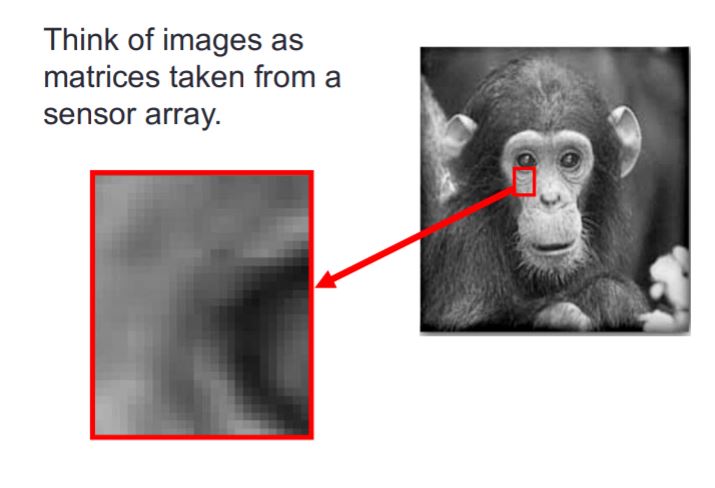 Think of images as
matrices taken from a
sensor array.